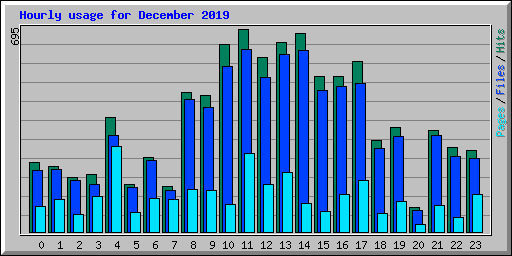 Hourly usage for December 2019
695
Pages / Files / Hits
0 1 2 3 4 5 6 7 8 9 10 11 12 13 14 15 16 17 18 19 20 21 22 23